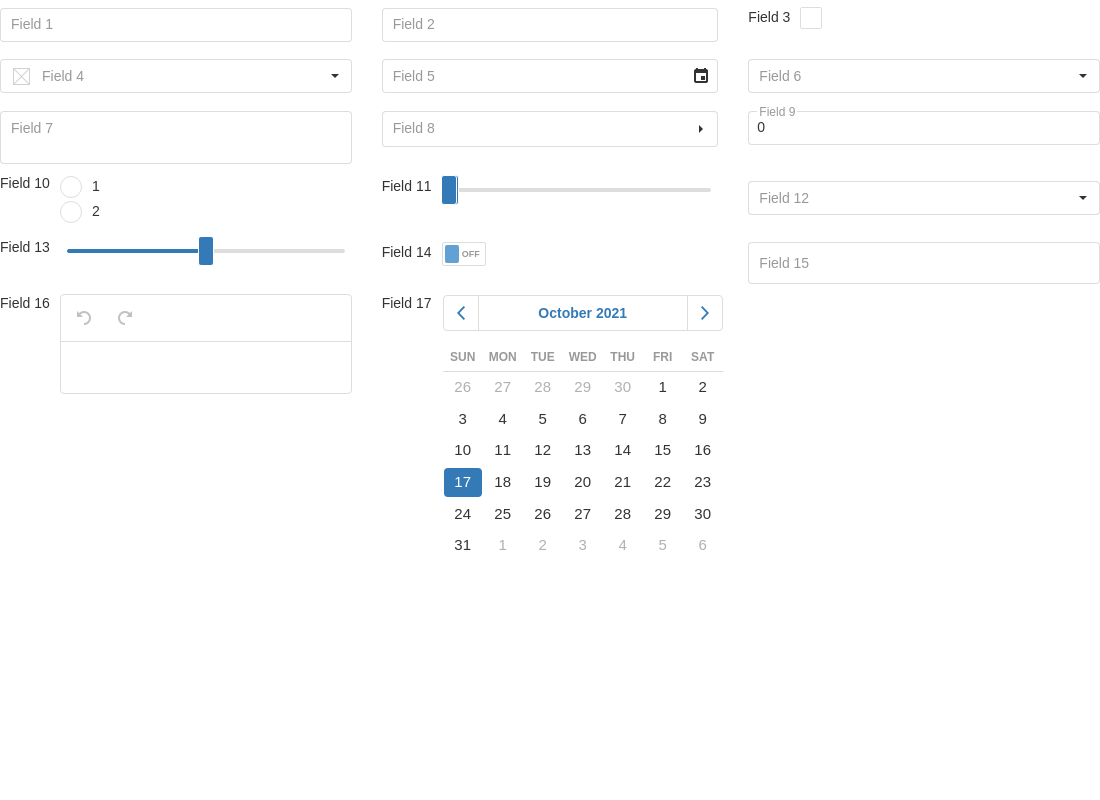 Field 1
Field 2
Field 3
Field 4
Field 5
Field 6
Field 7
Field 8
Field 9
0
Field 10
1
2
Field 11
Field 12
Field 13
Field 14
OFF
Field 15
Field 16
Field 17
October 2021
SUN MON TUE WED THU FRI SAT
26 27 28 29 30 1 2
3 4 5 6 7 8 9
10 11 12 13 14 15 16
17 18 19 20 21 22 23
24 25 26 27 28 29 30
31 1 2 3 4 5 6